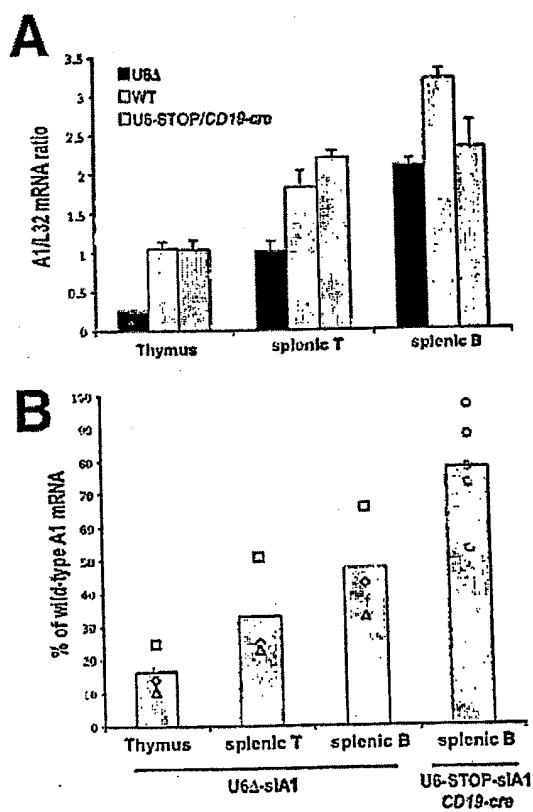 A
3.5
3
2.5
2
1.5
1
0.5
0
A1/L32 mRNA ratio
U6Δ
WT
U6-STOP/CD19-cre
Thymus
splenic T
splenic B
B
100
90
80
70
60
50
40
30
20
10
0
% of wild-type A1 mRNA
Thymus
splenic T
splenic B
splenic B
U6Δ-siA1
U6-STOP-siA1
CD19-cre